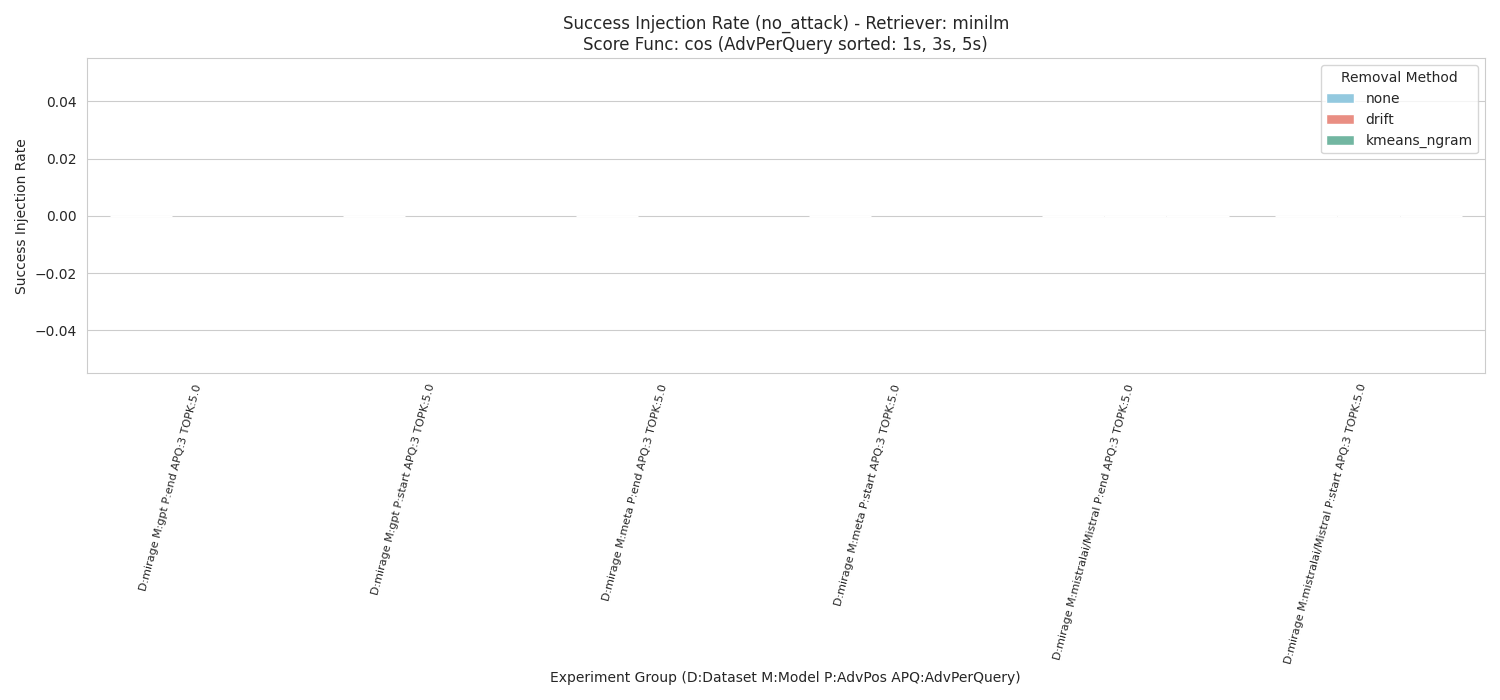 Success Injection Rate (no_attack) - Retriever: minilm
Score Func: cos (AdvPerQuery sorted: 1s, 3s, 5s)
Removal Method
none
drift
kmeans_ngram
Success Injection Rate
0.04
0.02
0.00
−0.02
−0.04
D:mirage M:gpt P:end APQ:3 TOPK:5.0
D:mirage M:gpt P:start APQ:3 TOPK:5.0
D:mirage M:meta P:end APQ:3 TOPK:5.0
D:mirage M:meta P:start APQ:3 TOPK:5.0
D:mirage M:mistralai/Mistral P:end APQ:3 TOPK:5.0
D:mirage M:mistralai/Mistral P:start APQ:3 TOPK:5.0
Experiment Group (D:Dataset M:Model P:AdvPos APQ:AdvPerQuery)